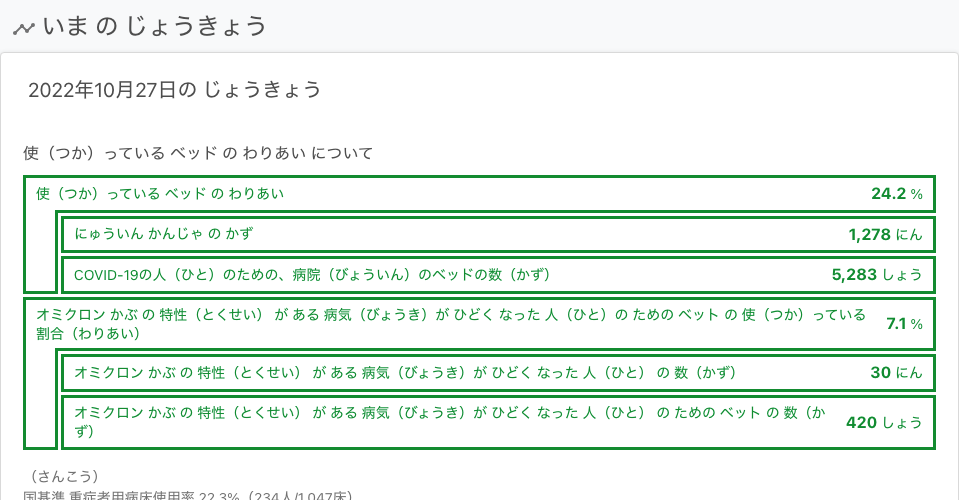 いま の じょうきょう
2022年10月27日の じょうきょう
使（つか）っている ベッド の わりあい について
使（つか）っている ベッド の わりあい 24.2 %
にゅういん かんじゃ の かず 1,278 にん
COVID-19の人（ひと）のための、病院（びょういん）のベッドの数（かず） 5,283 しょう
オミクロン かぶ の 特性（とくせい） が ある 病気（びょうき）が ひどく なった 人（ひと）の ための ベット の 使（つか）っている
割合（わりあい） 7.1 %
オミクロン かぶ の 特性（とくせい） が ある 病気（びょうき）が ひどく なった 人（ひと） の 数（かず） 30 にん
オミクロン かぶ の 特性（とくせい） が ある 病気（びょうき）が ひどく なった 人（ひと） の ための ベット の 数（か
ず） 420 しょう
（さんこう）
国基準 重症者用病床使用率 22.3%（234人/1,047床）